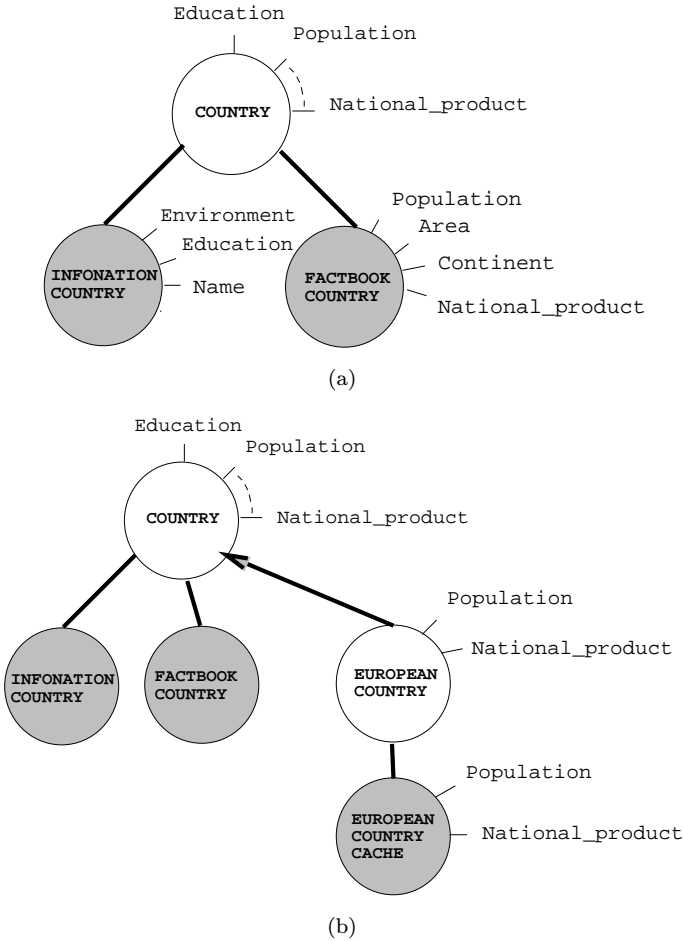 Education
Population
COUNTRY
National_product
Environment
Education
INFONATION
COUNTRY
Name
Population
Area
FACTBOOK
COUNTRY
Continent
National_product
(a)
Education
Population
COUNTRY
National_product
INFONATION
COUNTRY
FACTBOOK
COUNTRY
Population
National_product
EUROPEAN
COUNTRY
Population
EUROPEAN
COUNTRY
CACHE
National_product
(b)